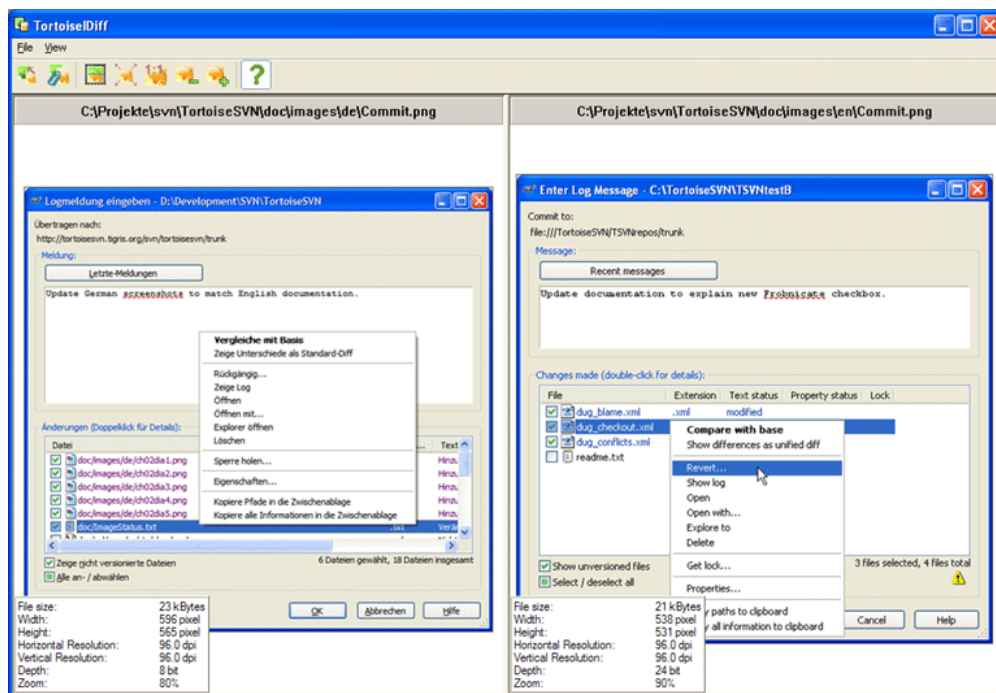 TortoiseIDiff
File View
C:\Projekte\svn\TortoiseSVN\doc\images\de\Commit.png
Logmeldung eingeben - D:\Development\SVN\TortoiseSVN
Übertragen nach:
http://tortoisesvn.tigris.org/svn/tortoisesvn/trunk
Meldung:
Letzte-Meldungen
Update German screenshots to match English documentation.
Vergleiche mit Basis
Zeige Unterschiede als Standard-Diff
Rückgängig...
Zeige Log
Öffnen
Öffnen mit...
Explorer öffnen
Löschen
Sperre holen...
Eigenschaften...
Kopiere Pfade in die Zwischenablage
Kopiere alle Informationen in die Zwischenablage
Änderungen (Doppelklick für Details):
Datei ... Text
doc/images/de/ch02dia1.png Hinzu
doc/images/de/ch02dia2.png Hinzu
doc/images/de/ch02dia3.png Hinzu
doc/images/de/ch02dia4.png Hinzu
doc/images/de/ch02dia5.png Hinzu
doc/ImageStatus.txt .txt Verä
Zeige nicht versionierte Dateien
6 Dateien gewählt, 18 Dateien insgesamt
Alle an- / abwählen
OK Abbrechen Hilfe
File size: 23 kBytes
Width: 596 pixel
Height: 565 pixel
Horizontal Resolution: 96.0 dpi
Vertical Resolution: 96.0 dpi
Depth: 8 bit
Zoom: 80%
C:\Projekte\svn\TortoiseSVN\doc\images\en\Commit.png
Enter Log Message - C:\TortoiseSVN\TSVNtestB
Commit to:
file:///TortoiseSVN/TSVNrepos/trunk
Message:
Recent messages
Update documentation to explain new Frobnicate checkbox.
Changes made (double-click for details):
File Extension Text status Property status Lock
dug_blame.xml .xml modified
dug_checkout.xml
dug_conflicts.xml
readme.txt
Compare with base
Show differences as unified diff
Revert...
Show log
Open
Open with...
Explore to
Delete
Get lock...
Properties...
y paths to clipboard
y all information to clipboard
Show unversioned files
3 files selected, 4 files total
Select / deselect all
Cancel Help
File size: 21 kBytes
Width: 538 pixel
Height: 531 pixel
Horizontal Resolution: 96.0 dpi
Vertical Resolution: 96.0 dpi
Depth: 24 bit
Zoom: 90%